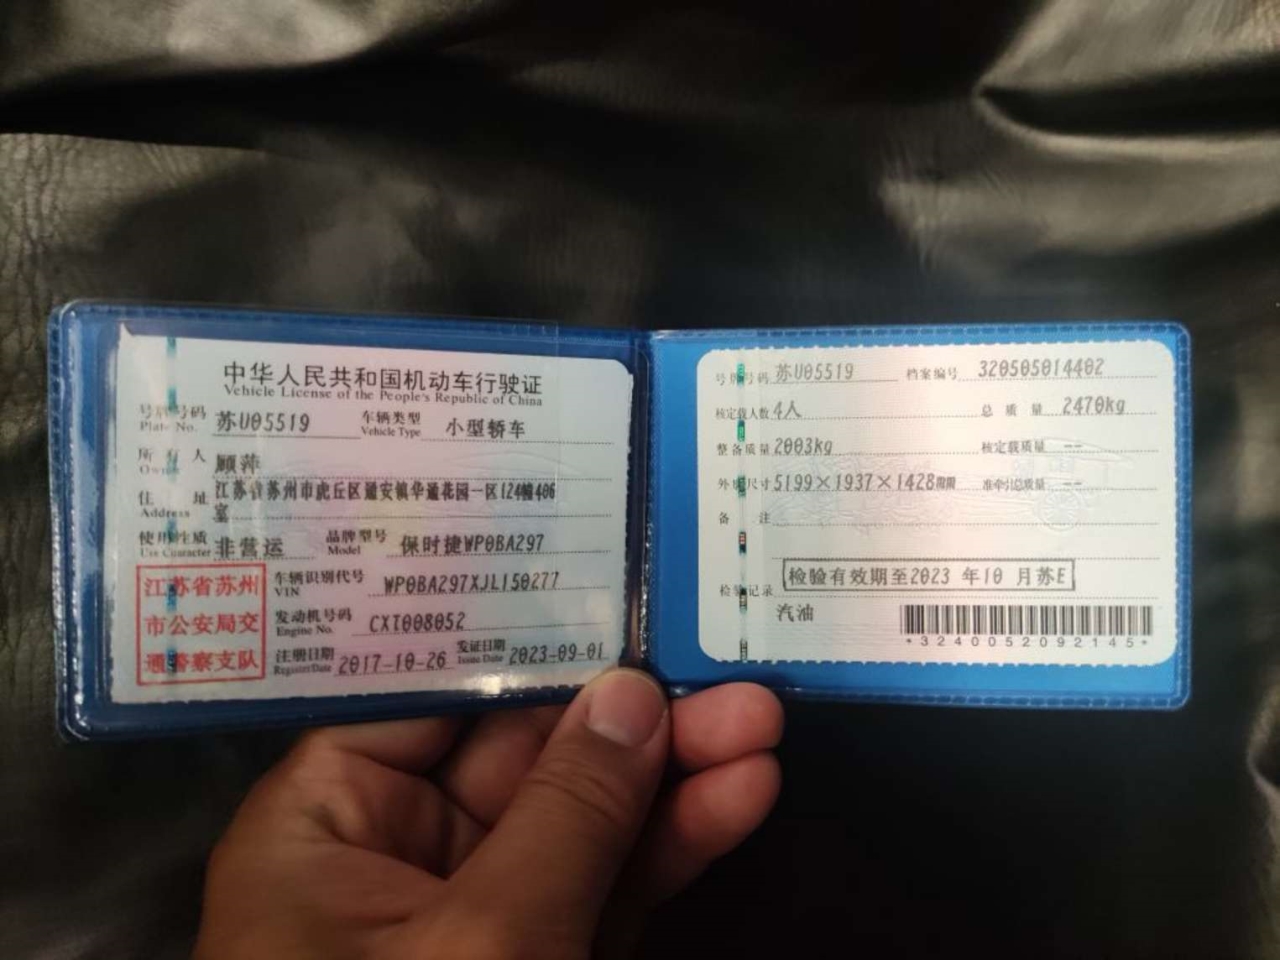 中华人民共和国机动车行驶证
Vehicle License of the People's Republic of China
号牌号码 苏U05519 车辆类型 小型轿车
Plate No. Vehicle Type
所有人 顾萍
Owner
住址 江苏省苏州市虎丘区通安镇华通花园一区124幢406
Address 室
使用性质 非营运 品牌型号 保时捷WP0BA297
Use Character Model
江苏省苏州
市公安局交
通警察支队
车辆识别代号 WP0BA297XJL150277
VIN
发动机号码 CXT008052
Engine No.
注册日期 2017-10-26 发证日期 2023-09-01
Register Date Issue Date
号牌号码 苏U05519 档案编号 320505014402
核定载人数 4人 总质量 2470kg
整备质量 2003kg 核定载质量 --
外廓尺寸 5199×1937×1428mm 准牵引总质量 --
备注
检验记录 检验有效期至2023 年10 月苏E
汽油
*3240052092145*